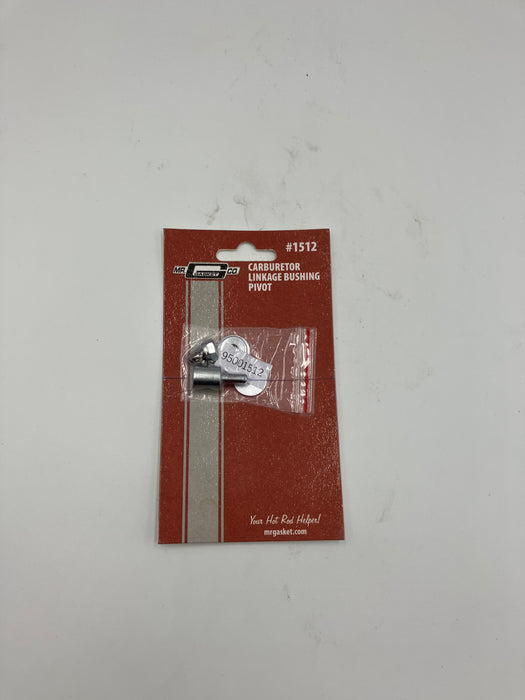 #1512
MR. GASKET CO.
CARBURETOR
LINKAGE BUSHING
PIVOT
95001512
Your Hot Rod Helper!
mrgasket.com